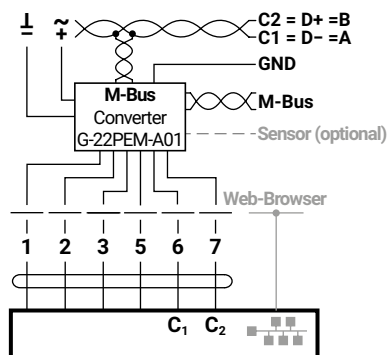 ⊥ ~ C2 = D+ =B
= + C1 = D− =A
GND
M-Bus
Converter
G-22PEM-A01
M-Bus
Sensor (optional)
Web-Browser
1 2 3 5 6 7
C₁ C₂